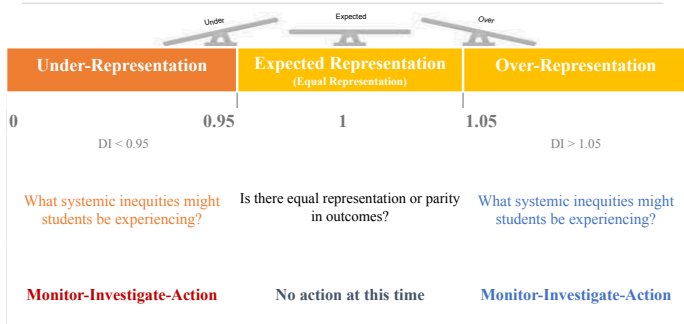 Under
Expected
Over
Under-Representation
Expected Representation
(Equal Representation)
Over-Representation
0
0.95
1
1.05
DI < 0.95
DI > 1.05
What systemic inequities might
students be experiencing?
Is there equal representation or parity
in outcomes?
What systemic inequities might
students be experiencing?
Monitor-Investigate-Action
No action at this time
Monitor-Investigate-Action